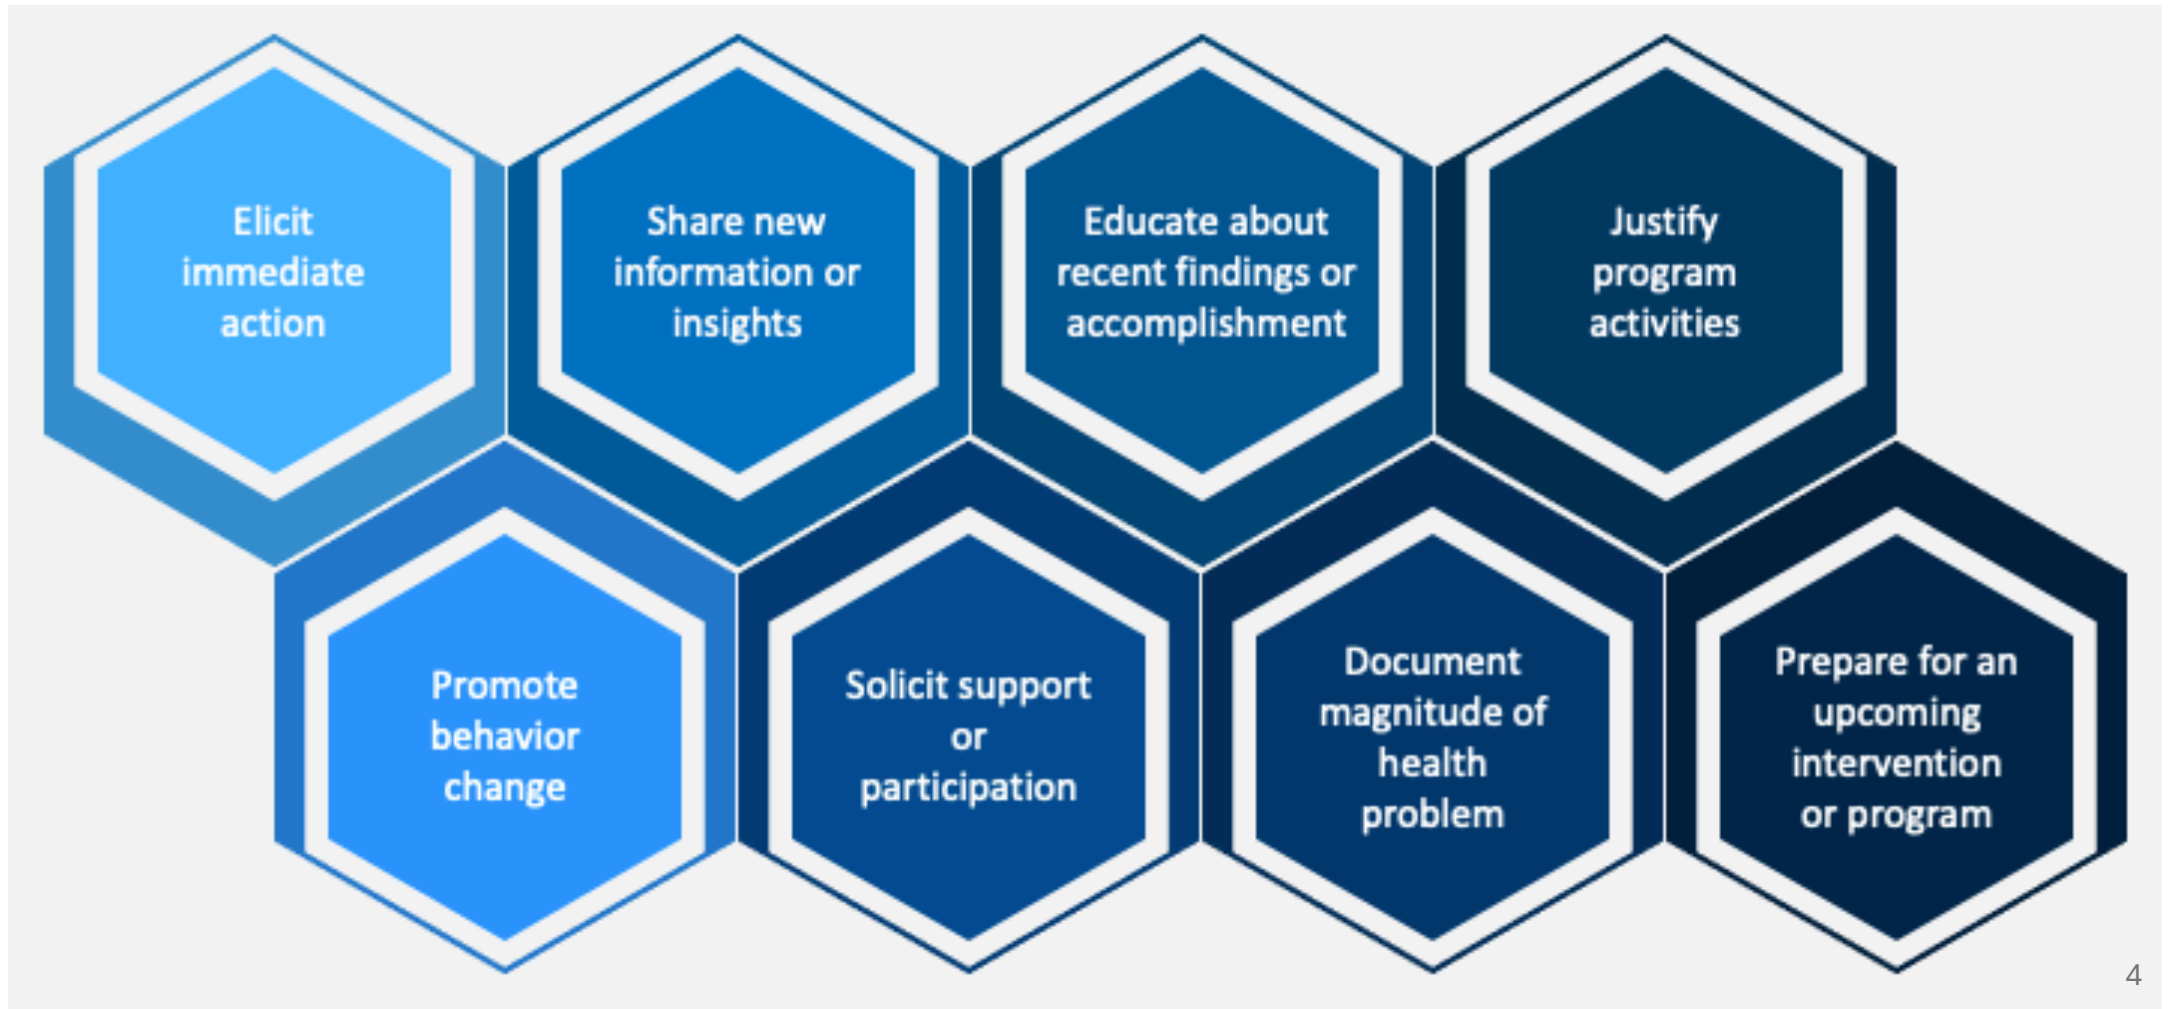 Elicit
immediate
action
Share new
information or
insights
Educate about
recent findings or
accomplishment
Justify
program
activities
Promote
behavior
change
Solicit support
or
participation
Document
magnitude of
health
problem
Prepare for an
upcoming
intervention
or program
4